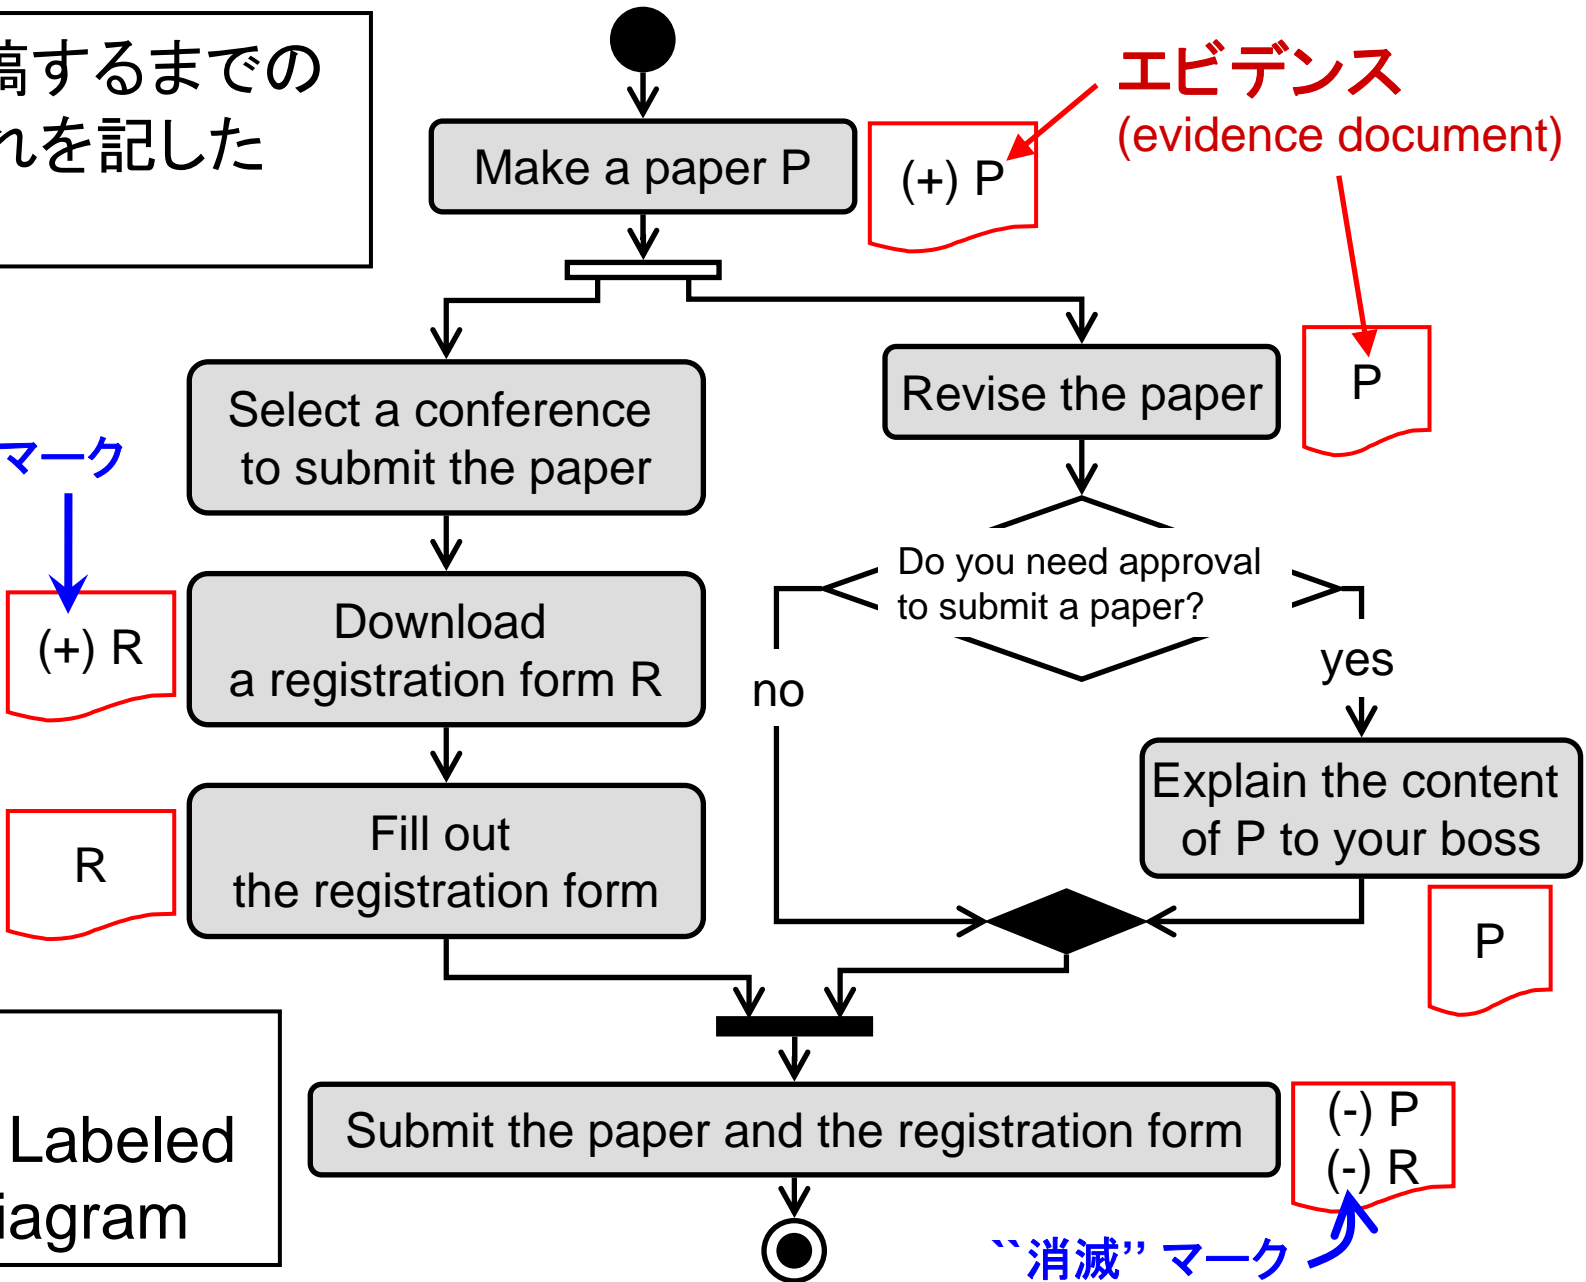 稿するまでの
れを記した
Make a paper P
(+) P
エビデンス
(evidence document)
Select a conference
to submit the paper
Revise the paper
P
マーク
(+) R
Download
a registration form R
Do you need approval
to submit a paper?
no
yes
R
Fill out
the registration form
Explain the content
of P to your boss
P
Labeled
iagram
Submit the paper and the registration form
(-) P
(-) R
``消滅'' マーク